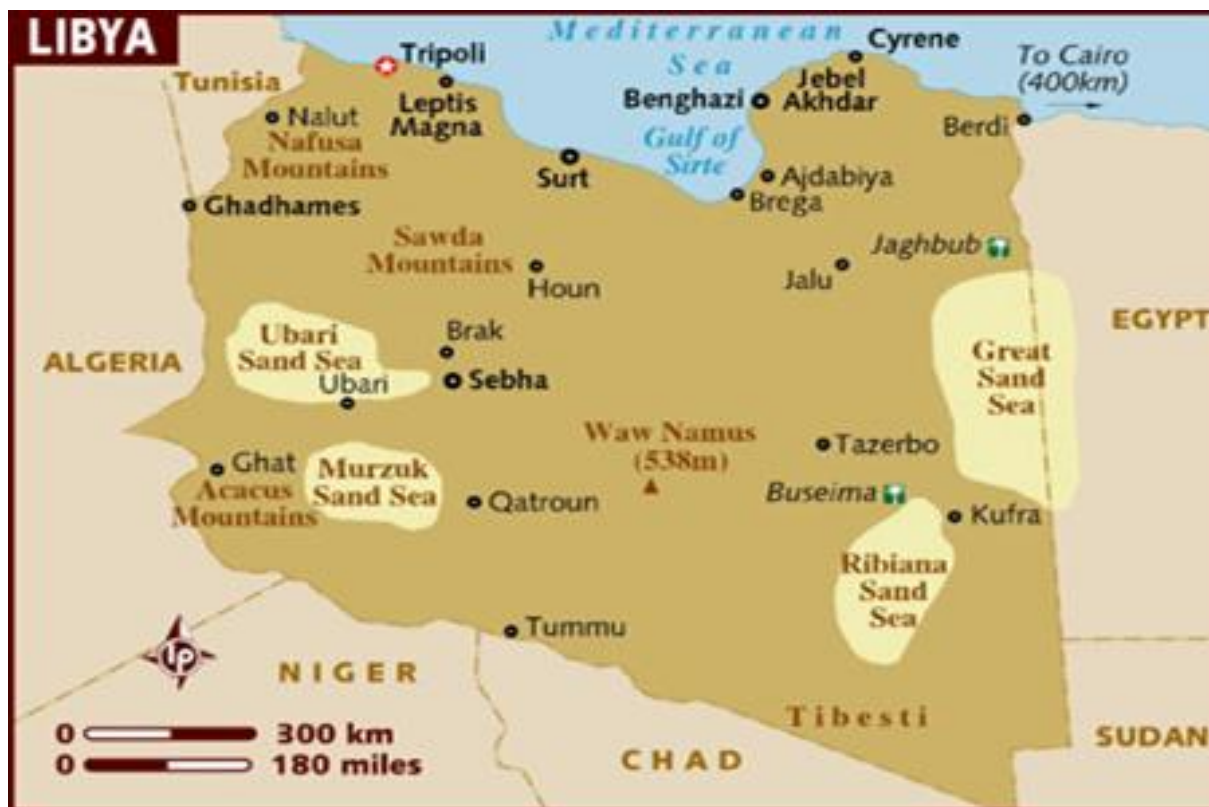 LIBYA
Mediterranean
Sea
Cyrene
To Cairo
(400km)
Tripoli
Tunisia
Leptis
Magna
Benghazi
Jebel
Akhdar
Nalut
Nafusa
Mountains
Berdi
Gulf of
Sirte
Surt
Ajdabiya
Brega
Ghadhames
Sawda
Mountains
Houn
Jaghbub
Jalu
EGYPT
Ubari
Sand Sea
Brak
ALGERIA
Great
Sand
Sea
Ubari
Sebha
Waw Namus
(538m)
Tazerbo
Ghat
Murzuk
Sand Sea
Acacus
Mountains
Qatroun
Buseima
Kufra
Ribiana
Sand
Sea
Tummu
lp
NIGER
Tibesti
0 300 km
0 180 miles
CHAD
SUDAN